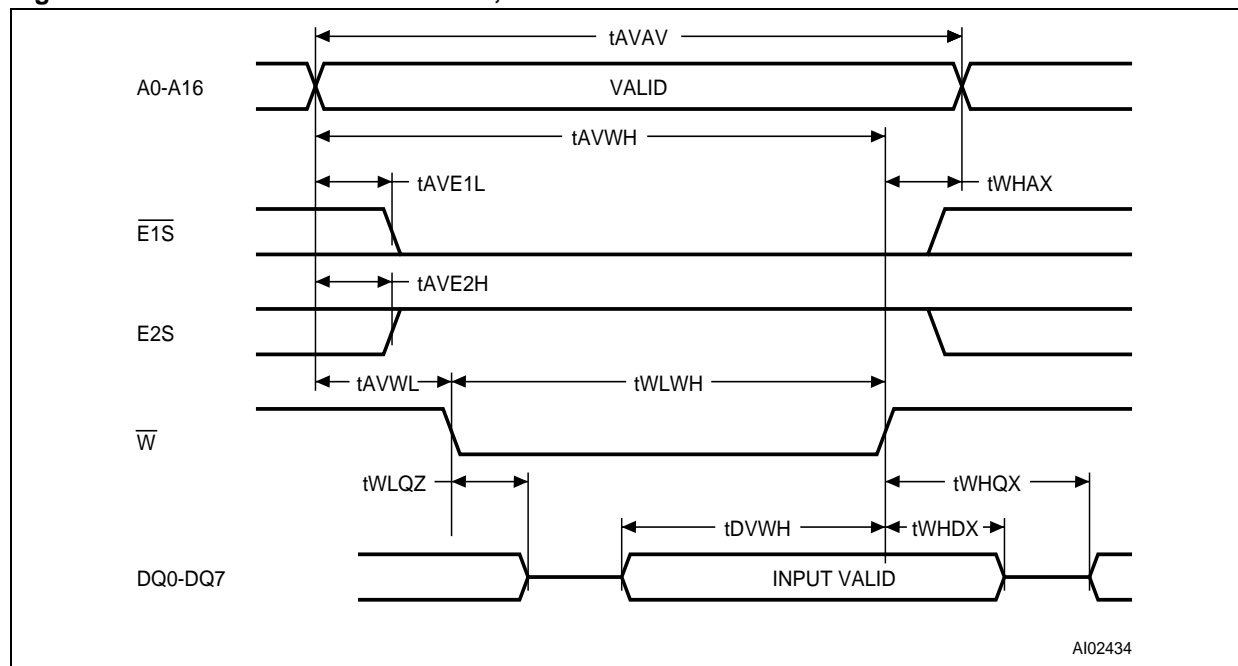 tAVAV
A0-A16
VALID
tAVWH
tAVE1L
tWHAX
E1S
tAVE2H
E2S
tAVWL
tWLWH
W
tWLQZ
tWHQX
tDVWH
tWHDX
DQ0-DQ7
INPUT VALID
AI02434